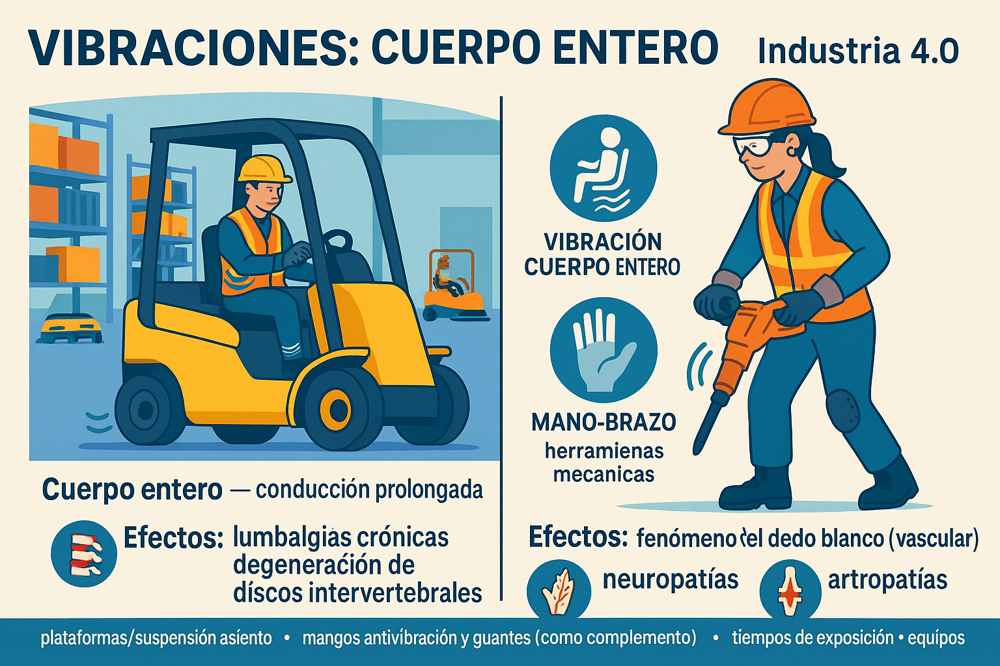 VIBRACIONES: CUERPO ENTERO
Industria 4.0
VIBRACIÓN
CUERPO ENTERO
MANO-BRAZO
herramienas
mecanicas
Cuerpo entero — conducción prolongada
Efectos: lumbalgias crónicas
degeneraćión de
díscos intervertebrales
Efectos: fenómeno del dedo blanco (vascular)
neuropatías
artropatías
plataformas/suspensión asíento • mangos antivíbración y guantes (como complemento) • tiempos de exposición • equípos